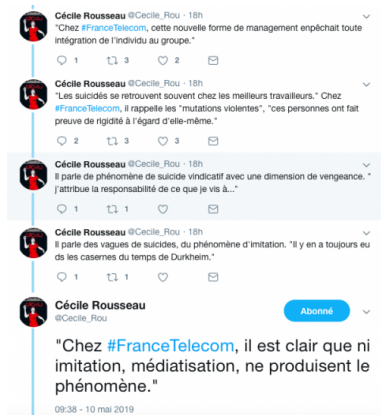 Cécile Rousseau @Cecile_Rou · 18h
"Chez #FranceTelecom, cette nouvelle forme de management enpêchait toute
intégration de l'individu au groupe."
1 3 2
Cécile Rousseau @Cecile_Rou · 18h
"Les suicidés se retrouvent souvent chez les meilleurs travailleurs." Chez
#FranceTelecom, il rappelle les "mutations violentes", "ces personnes ont fait
preuve de rigidité à l'égard d'elle-même."
2 3 3
Cécile Rousseau @Cecile_Rou · 18h
Il parle de phénomène de suicide vindicatif avec une dimension de vengeance. "
j'attribue la responsabilité de ce que je vis à..."
1 1
Cécile Rousseau @Cecile_Rou · 18h
Il parle des vagues de suicides, du phénomène d'imitation. "Il y en a toujours eu
ds les casernes du temps de Durkheim."
1 1
Cécile Rousseau
@Cecile_Rou
Abonné
"Chez #FranceTelecom, il est clair que ni
imitation, médiatisation, ne produisent le
phénomène."
09:38 - 10 mai 2019